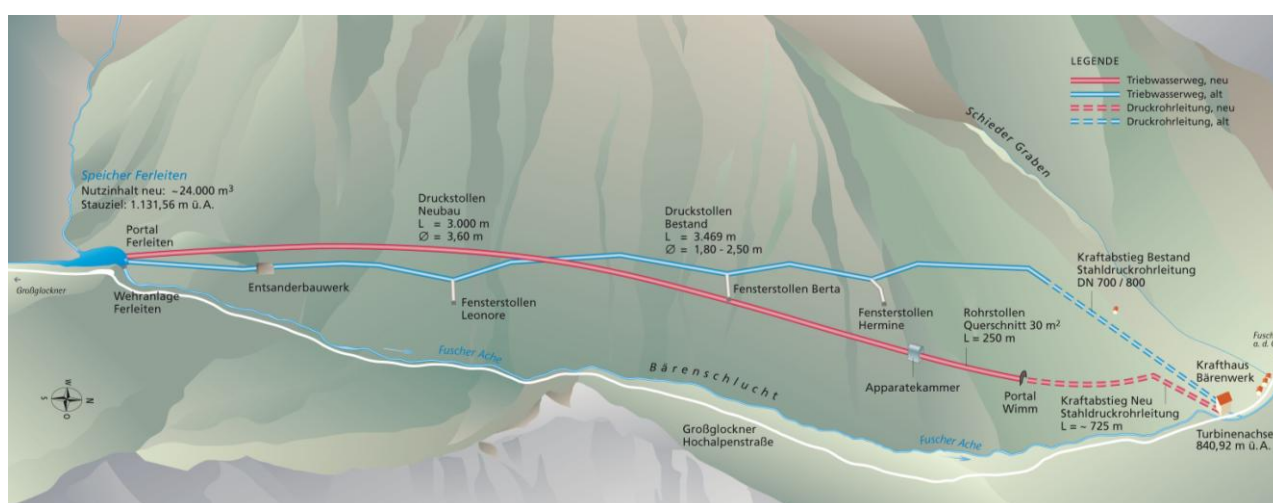 LEGENDE
Triebwasserweg, neu
Triebwasserweg, alt
Druckrohrleitung, neu
Druckrohrleitung, alt
Schieder Graben
Speicher Ferleiten
Nutzinhalt neu: ~24.000 m³
Stauziel: 1.131,56 m ü.A.
Portal
Ferleiten
Druckstollen
Neubau
L = 3.000 m
Ø = 3,60 m
Druckstollen
Bestand
L = 3.469 m
Ø = 1,80 - 2,50 m
Kraftabstieg Bestand
Stahldruckrohrleitung
DN 700 / 800
Großglockner
Wehranlage
Ferleiten
Entsanderbauwerk
Fensterstollen
Leonore
Fensterstollen Berta
Fensterstollen
Hermine
Rohrstollen
Querschnitt 30 m²
L = 250 m
Fuscher Ache
Bärenschlucht
Apparatekammer
Portal
Wimm
Krafthaus
Bärenwerk
Kraftabstieg Neu
Stahldruckrohrleitung
L = ~ 725 m
Großglockner
Hochalpenstraße
Fuscher Ache
Turbinenachse
840,92 m ü.A.
W
N
S
O